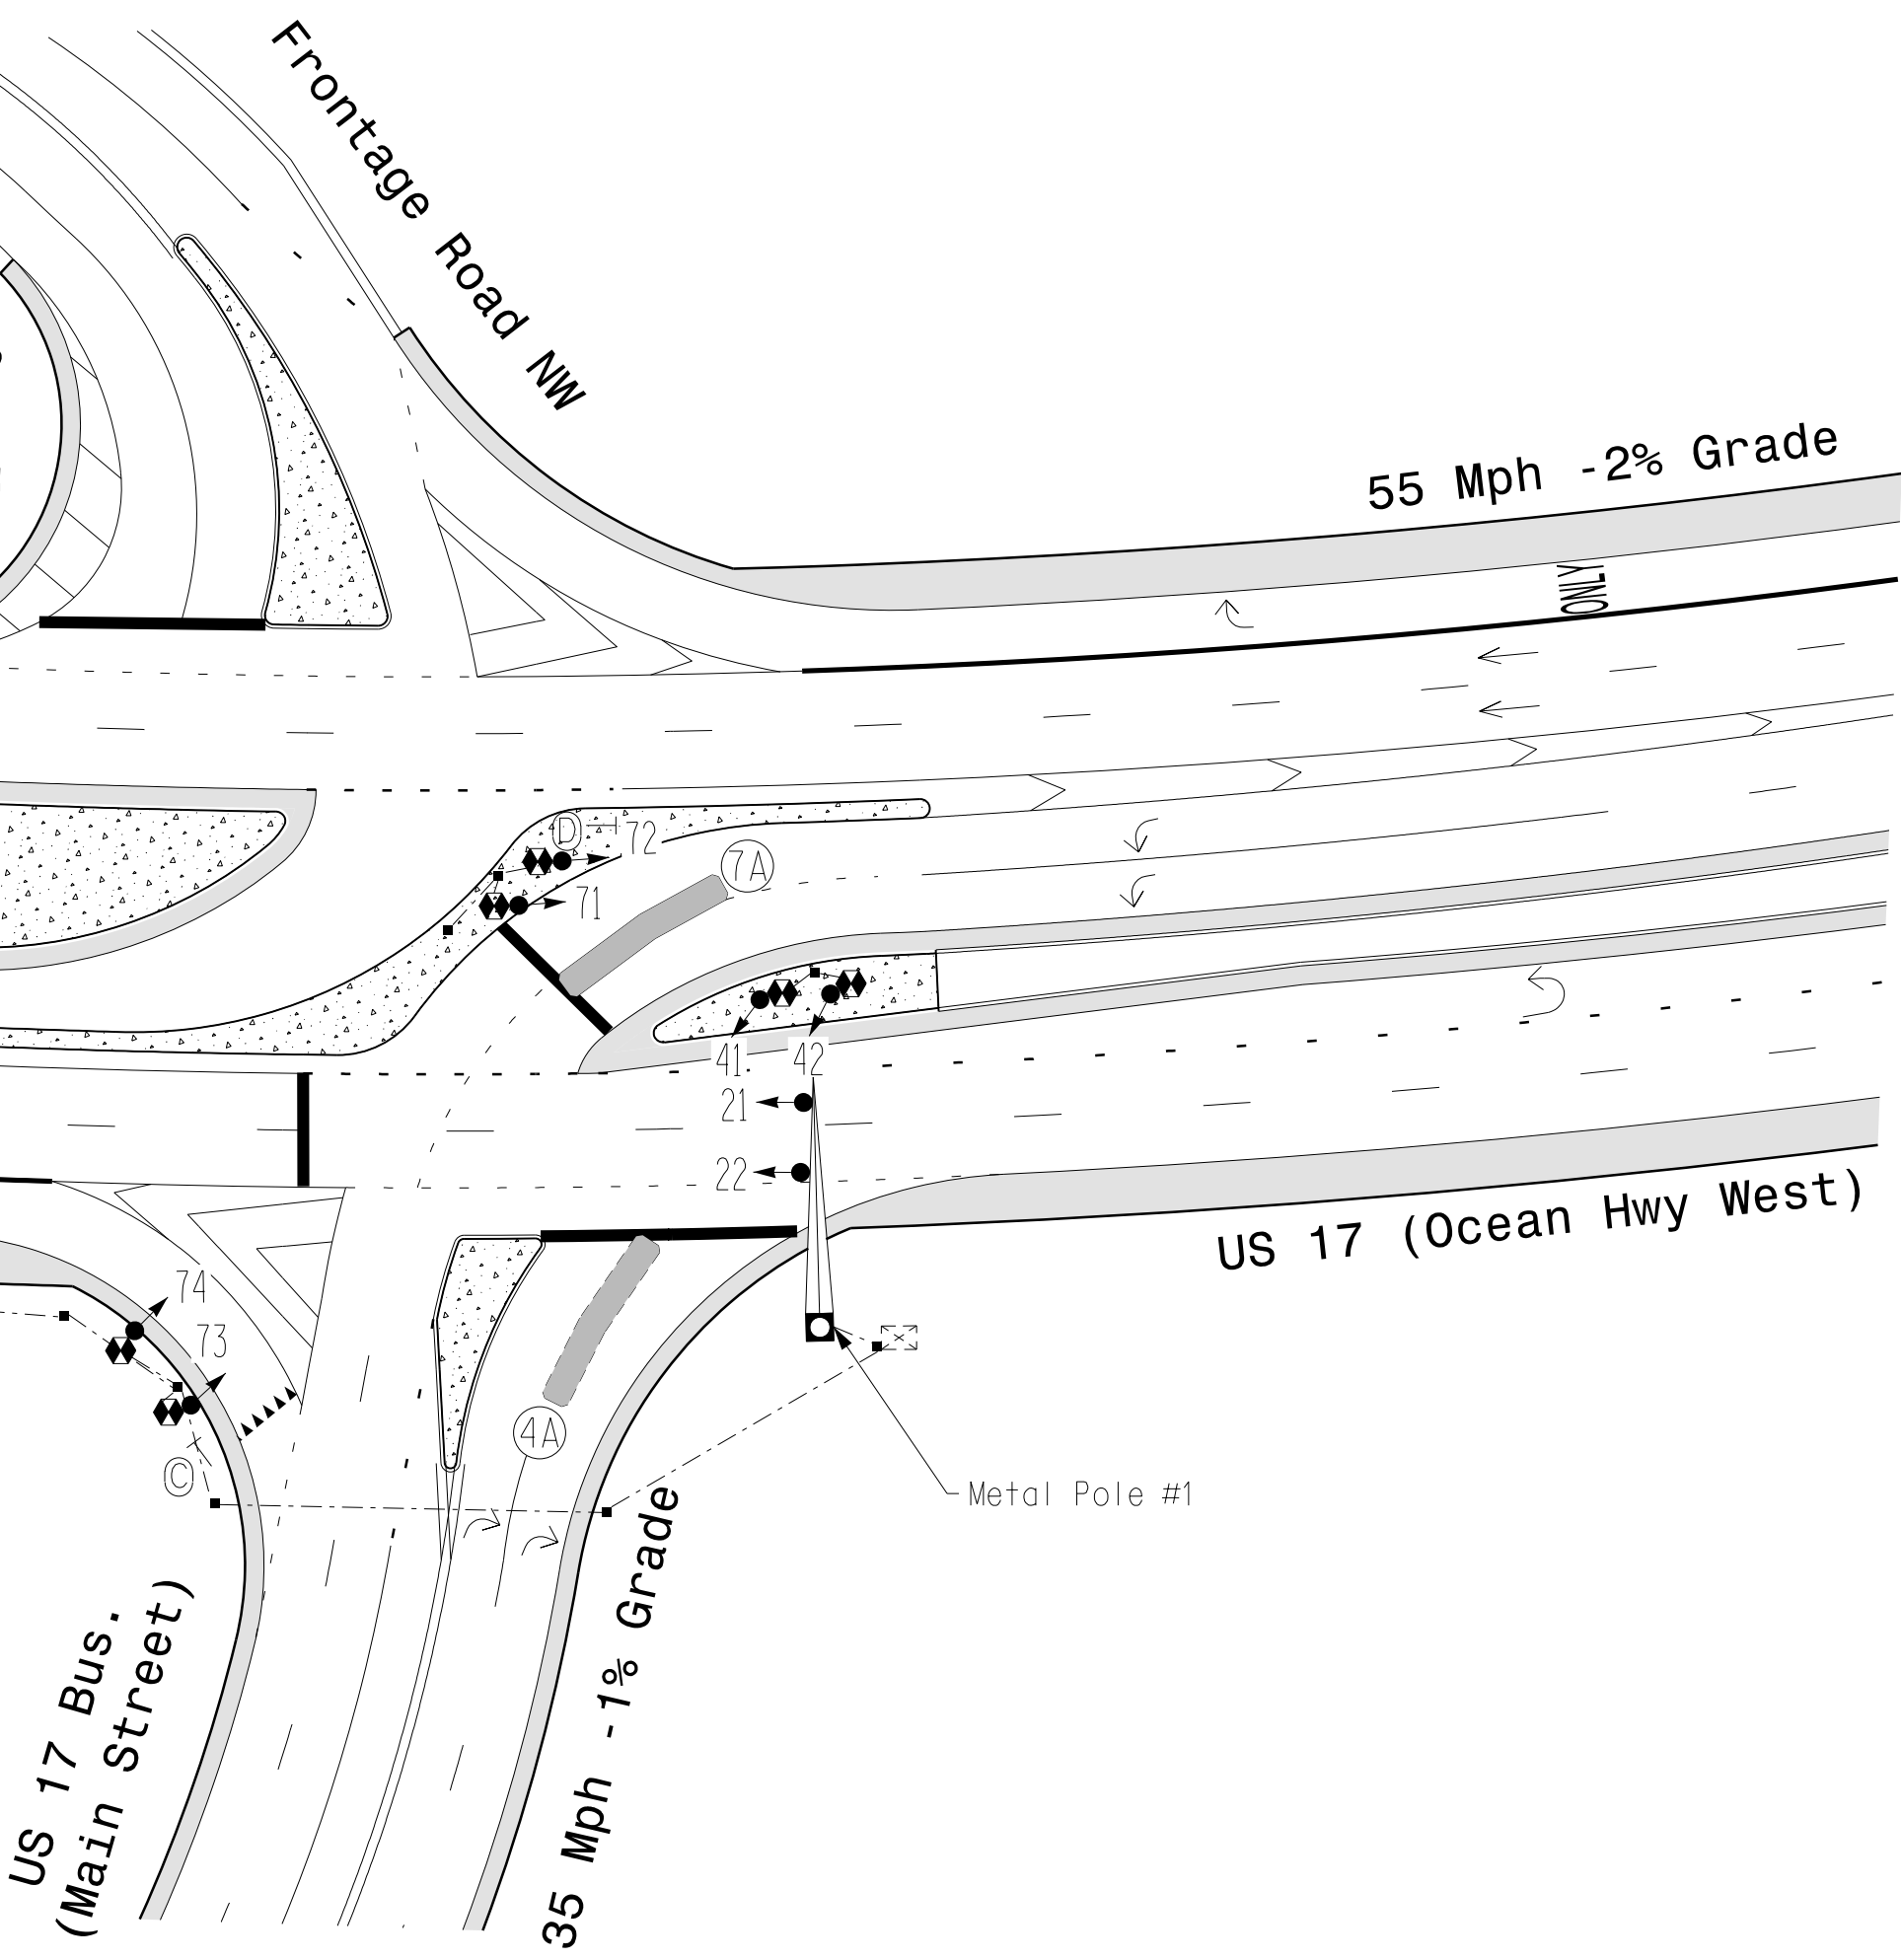 Frontage Road NW
55 Mph -2% Grade
ONLY
D
72
7A
71
41
42
21
22
US 17 (Ocean Hwy West)
74
73
4A
C
Metal Pole #1
US 17 Bus.
(Main Street)
35 Mph -1% Grade